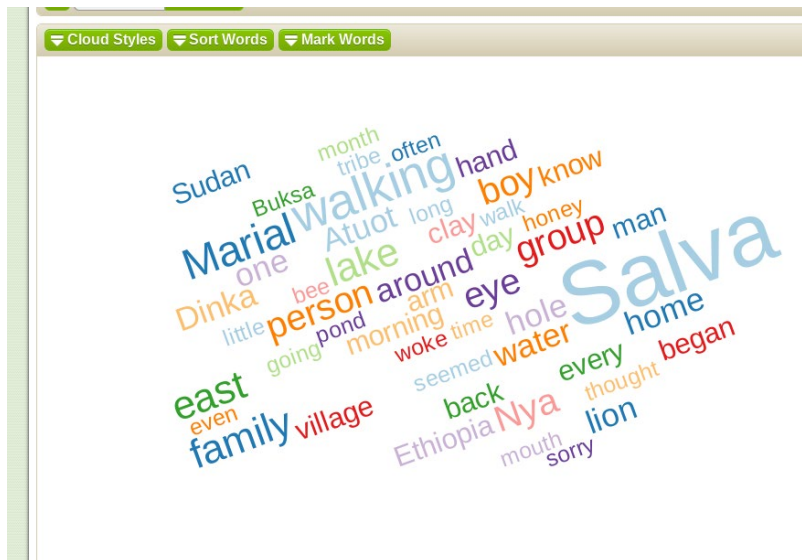 Cloud Styles Sort Words Mark Words
month
tribe
often
Sudan
hand
walking
boy
know
Buksa
long
walk
honey
Marial
Atuot
clay
man
one
lake
day
group
Salva
Dinka
bee
around
arm
eye
person
hole
home
little
pond
morning
time
water
going
woke
began
seemed
every
thought
east
back
even
Nya
lion
family
village
Ethiopia
mouth
sorry